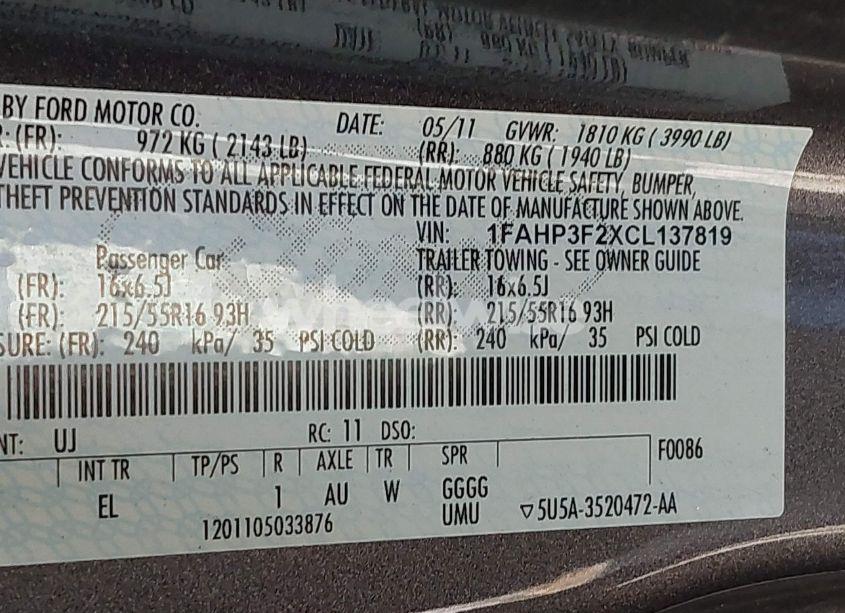 BY FORD MOTOR CO. DATE: 05/11 GVWR: 1810 KG ( 3990 LB)
(FR): 972 KG ( 2143 LB) (RR): 880 KG ( 1940 LB)
VEHICLE CONFORMS TO ALL APPLICABLE FEDERAL MOTOR VEHICLE SAFETY, BUMPER,
THEFT PREVENTION STANDARDS IN EFFECT ON THE DATE OF MANUFACTURE SHOWN ABOVE.
VIN: 1FAHP3F2XCL137819
Passenger Car TRAILER TOWING - SEE OWNER GUIDE
(FR): 16x6.5J (RR): 16x6.5J
(FR): 215/55R16 93H (RR): 215/55R16 93H
SURE: (FR): 240 kPa/ 35 PSI COLD (RR): 240 kPa/ 35 PSI COLD
NT: UJ RC: 11 DSO:
INT TR TP/PS R AXLE TR SPR F0086
EL 1 AU W GGGG
1201105033876 UMU ▽5U5A-3520472-AA